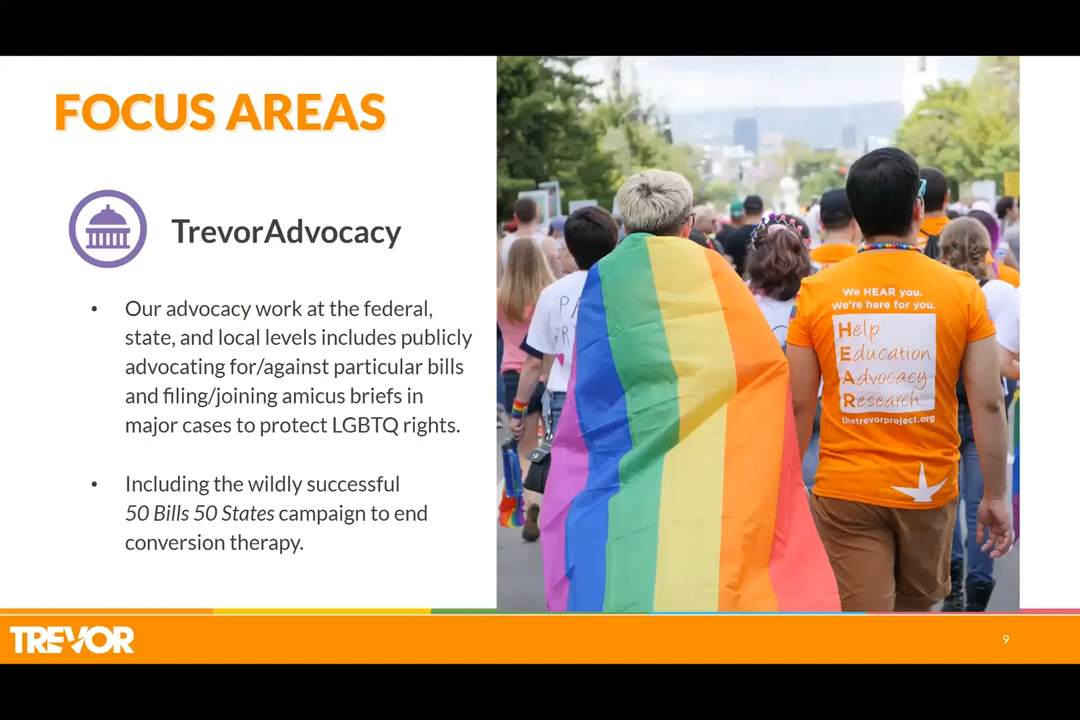 FOCUS AREAS
TrevorAdvocacy
• Our advocacy work at the federal,
state, and local levels includes publicly
advocating for/against particular bills
and filing/joining amicus briefs in
major cases to protect LGBTQ rights.
• Including the wildly successful
50 Bills 50 States campaign to end
conversion therapy.
We HEAR you.
We're here for you.
Help
Education
Advocacy
Research
thetrevorproject.org
TREVOR
9